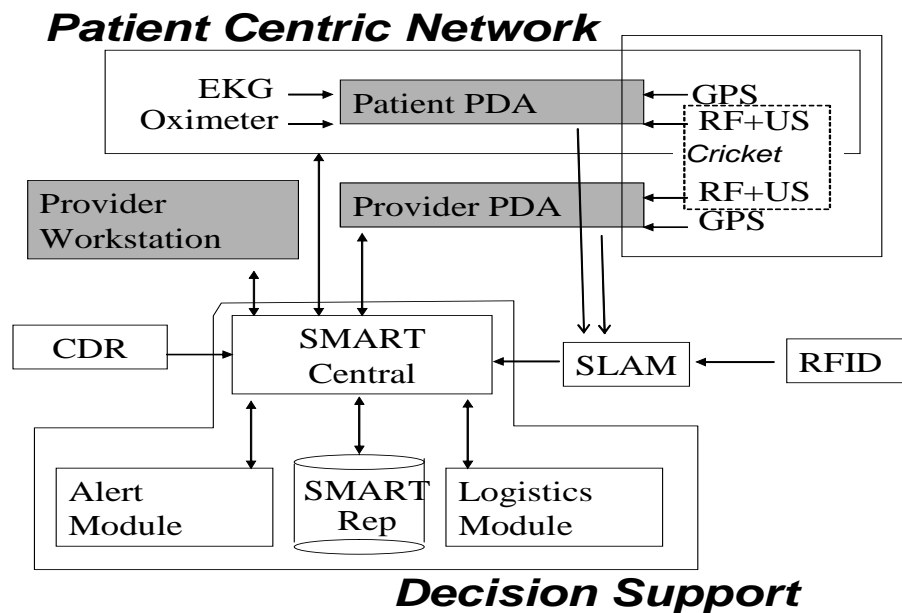 Patient Centric Network
EKG
Patient PDA
GPS
Oximeter
RF+US
Cricket
Provider
Workstation
Provider PDA
RF+US
GPS
CDR
SMART
Central
SLAM
RFID
Alert
Module
SMART
Rep
Logistics
Module
Decision Support